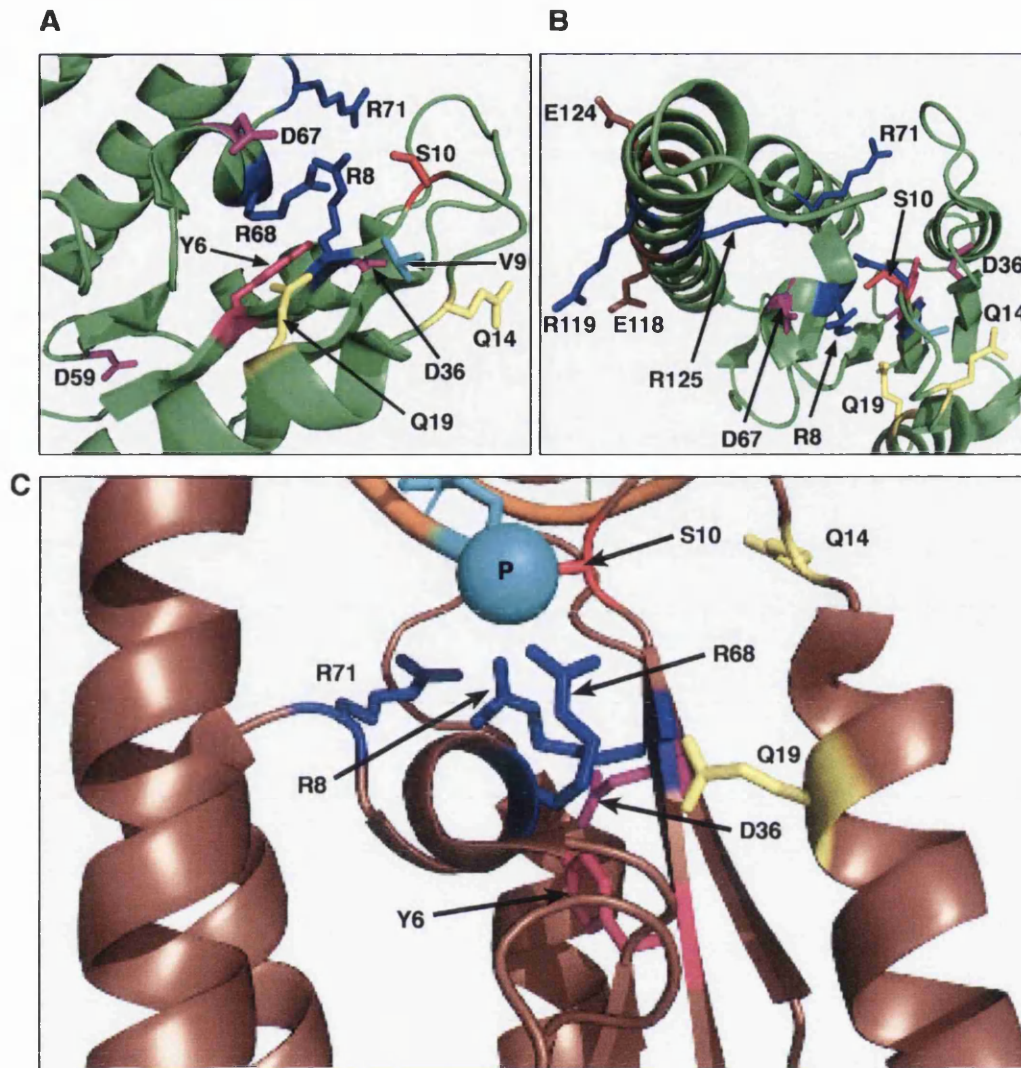 A
B
R71
D67
S10
R8
R68
Y6
V9
Q14
D59
D36
Q19
E124
R71
S10
D36
Q14
R119
E118
R125
Q19
D67
R8
C
P
S10
Q14
R71
R68
R8
Q19
D36
Y6